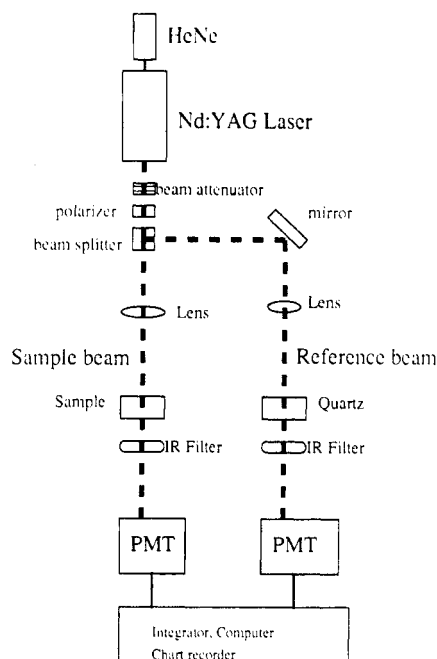 HeNe
Nd:YAG Laser
beam attenuator
polarizer
mirror
beam splitter
Lens
Lens
Sample beam
Reference beam
Sample
Quartz
IR Filter
IR Filter
PMT
PMT
Integrator, Computer
Chart recorder